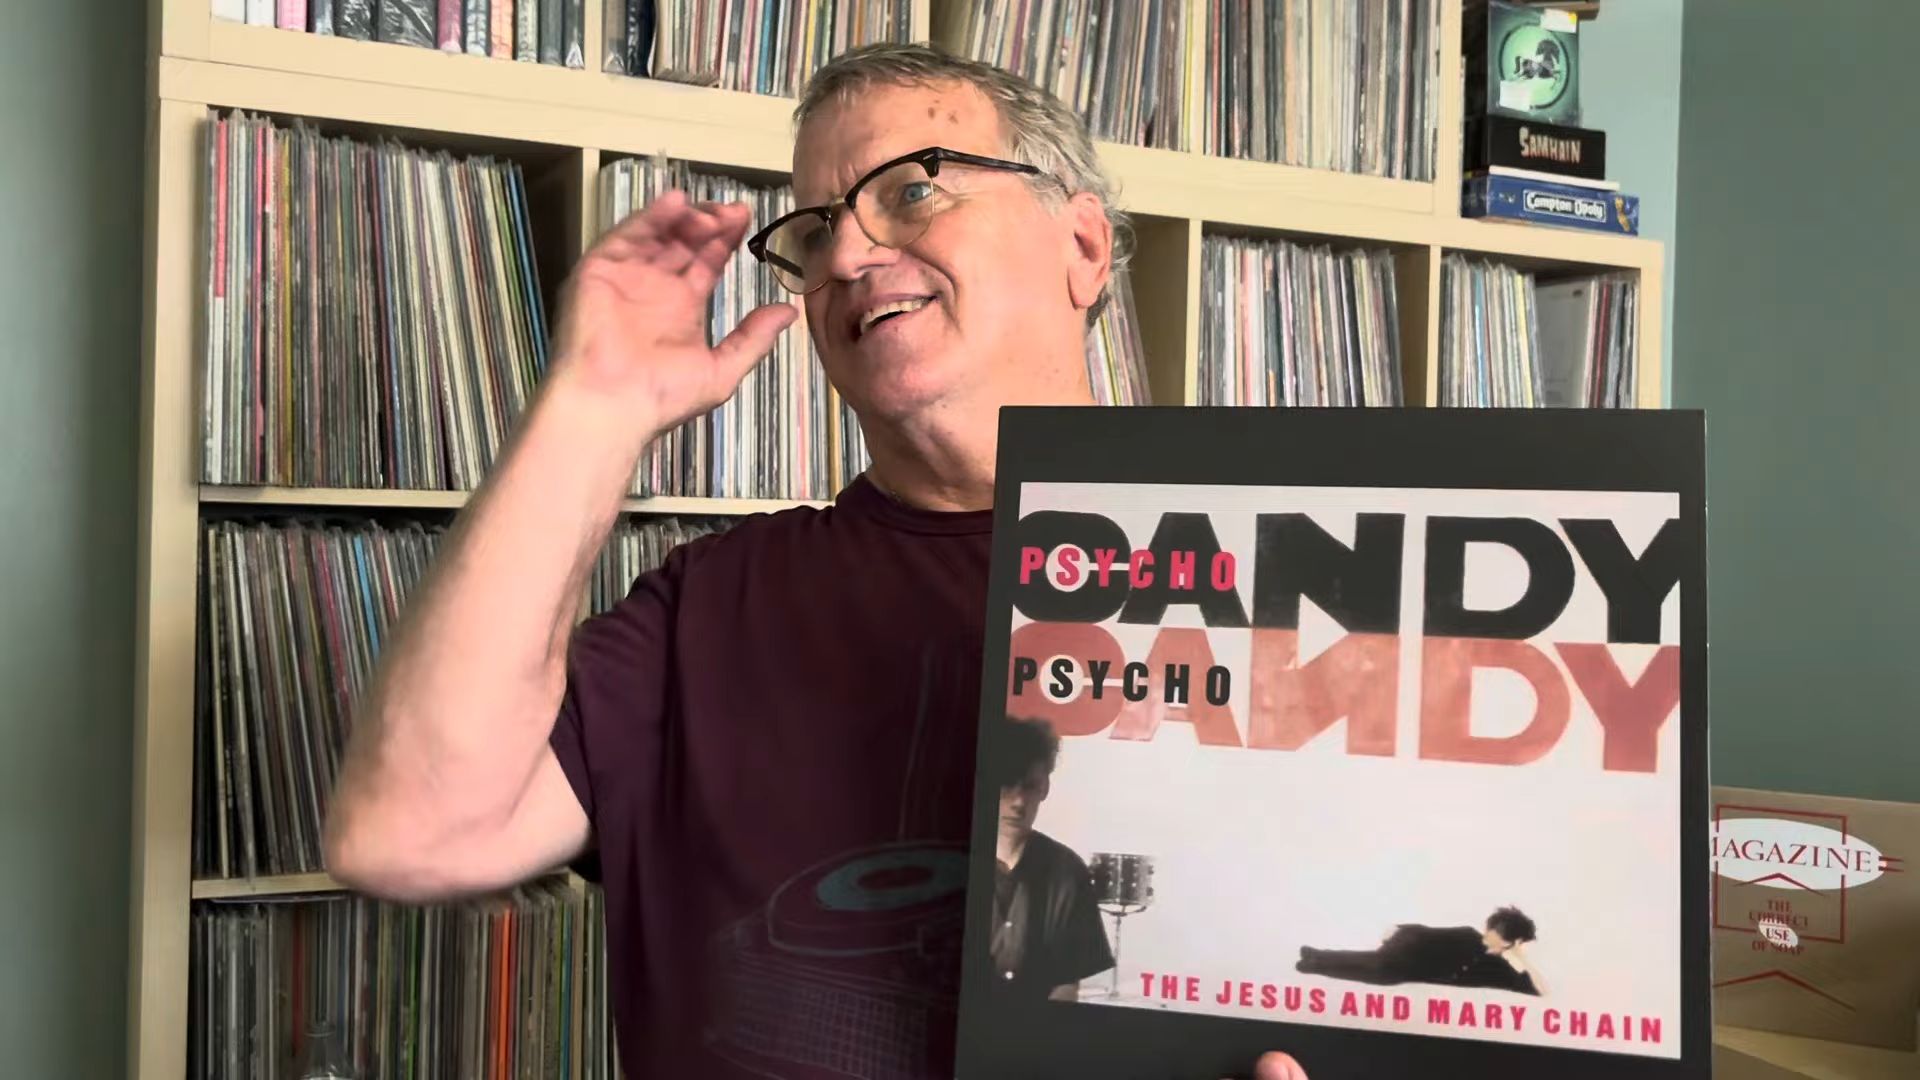 SAMHAIN
Compton Opoly
CANDY
PSYCHO
CANDY
PSYCHO
THE JESUS AND MARY CHAIN
MAGAZINE
THE
CORRECT
USE
OF SOAP